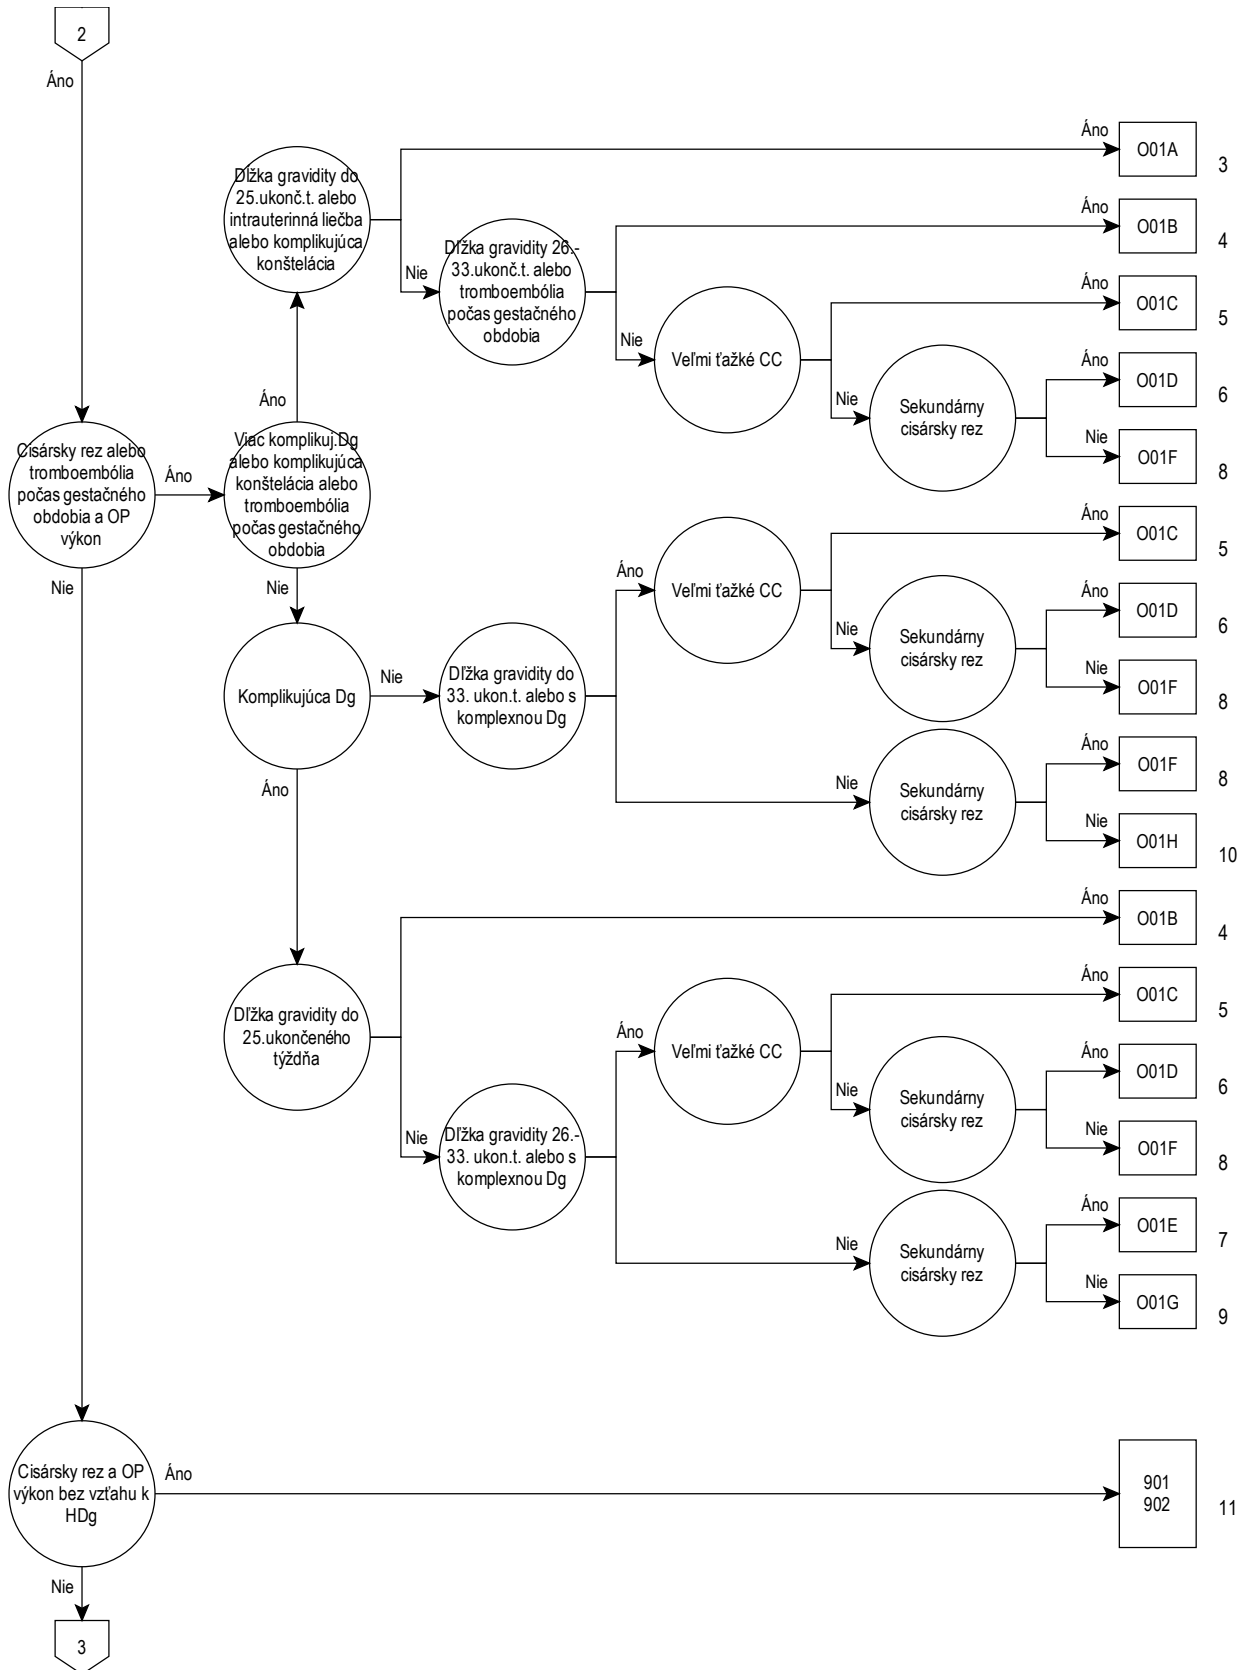 2
Áno
Áno
O01A
3
Dĺžka gravidity do
25.ukonč.t. alebo
intrauterinná liečba
alebo komplikujúca
konštelácia
Áno
O01B
4
Nie
Dĺžka gravidity 26.-
33.ukonč.t. alebo
tromboembólia
počas gestačného
obdobia
Áno
O01C
5
Nie
Veľmi ťažké CC
Áno
O01D
6
Nie
Sekundárny
cisársky rez
Nie
O01F
8
Áno
Cisársky rez alebo
tromboembólia
počas gestačného
obdobia a OP
výkon
Áno
Viac komplikuj.Dg
alebo komplikujúca
konštelácia alebo
tromboembólia
počas gestačného
obdobia
Nie
Nie
Áno
O01C
5
Áno
Veľmi ťažké CC
Áno
O01D
6
Nie
Sekundárny
cisársky rez
Nie
O01F
8
Komplikujúca Dg
Nie
Dĺžka gravidity do
33. ukon.t. alebo s
komplexnou Dg
Áno
O01F
8
Nie
Sekundárny
cisársky rez
Nie
O01H
10
Áno
Áno
O01B
4
Dĺžka gravidity do
25.ukončeného
týždňa
Áno
O01C
5
Áno
Veľmi ťažké CC
Áno
O01D
6
Nie
Sekundárny
cisársky rez
Nie
O01F
8
Nie
Dĺžka gravidity 26.-
33. ukon.t. alebo s
komplexnou Dg
Áno
O01E
7
Nie
Sekundárny
cisársky rez
Nie
O01G
9
Cisársky rez a OP
výkon bez vzťahu k
HDg
Áno
901
902
11
Nie
3